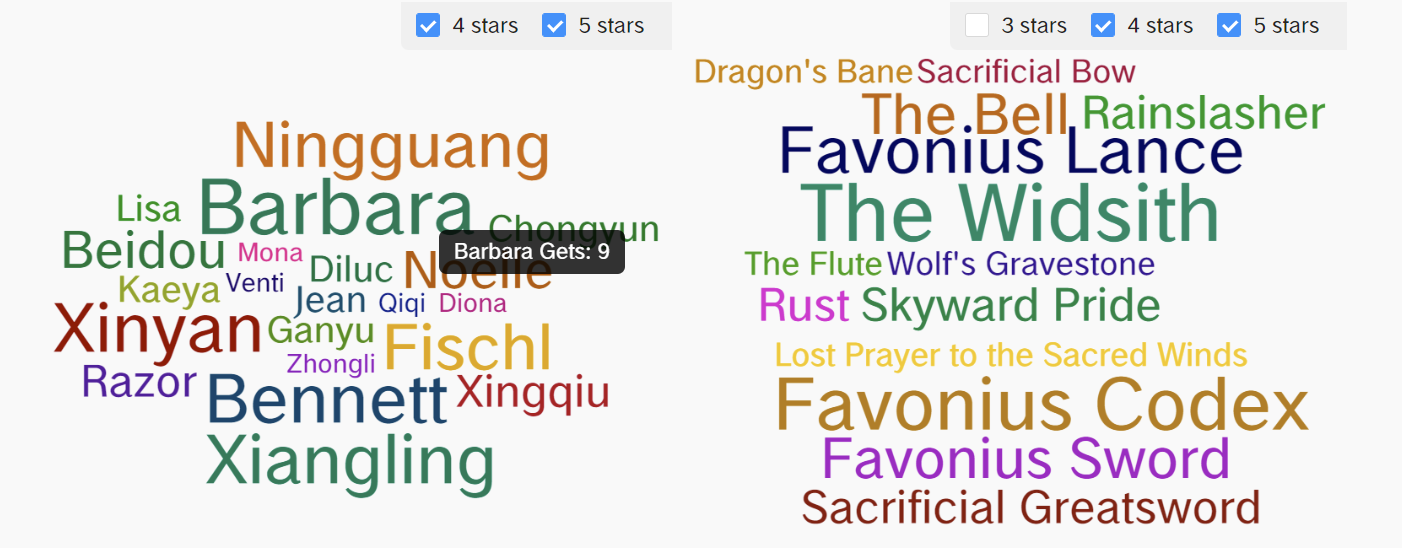 4 stars 5 stars
Ningguang
Barbara
Lisa
Chongyun
Barbara Gets: 9
Beidou
Mona
Diluc
Noelle
Kaeya
Venti
Jean
Qiqi
Diona
Xinyan
Ganyu
Fischl
Zhongli
Razor
Bennett
Xingqiu
Xiangling
3 stars 4 stars 5 stars
Dragon's Bane
Sacrificial Bow
The Bell
Rainslasher
Favonius Lance
The Widsith
The Flute
Wolf's Gravestone
Rust
Skyward Pride
Lost Prayer to the Sacred Winds
Favonius Codex
Favonius Sword
Sacrificial Greatsword